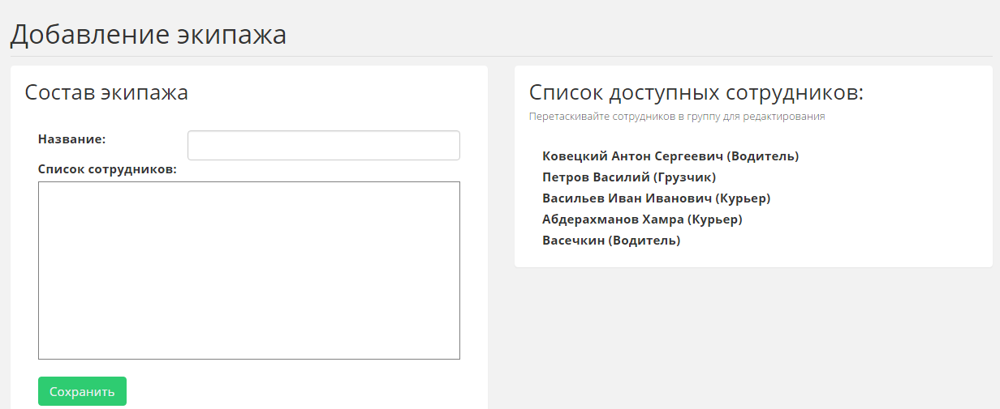 Добавление экипажа
Состав экипажа
Название:
Список сотрудников:
Сохранить
Список доступных сотрудников:
Перетаскивайте сотрудников в группу для редактирования
Ковецкий Антон Сергеевич (Водитель)
Петров Василий (Грузчик)
Васильев Иван Иванович (Курьер)
Абдерахманов Хамра (Курьер)
Васечкин (Водитель)